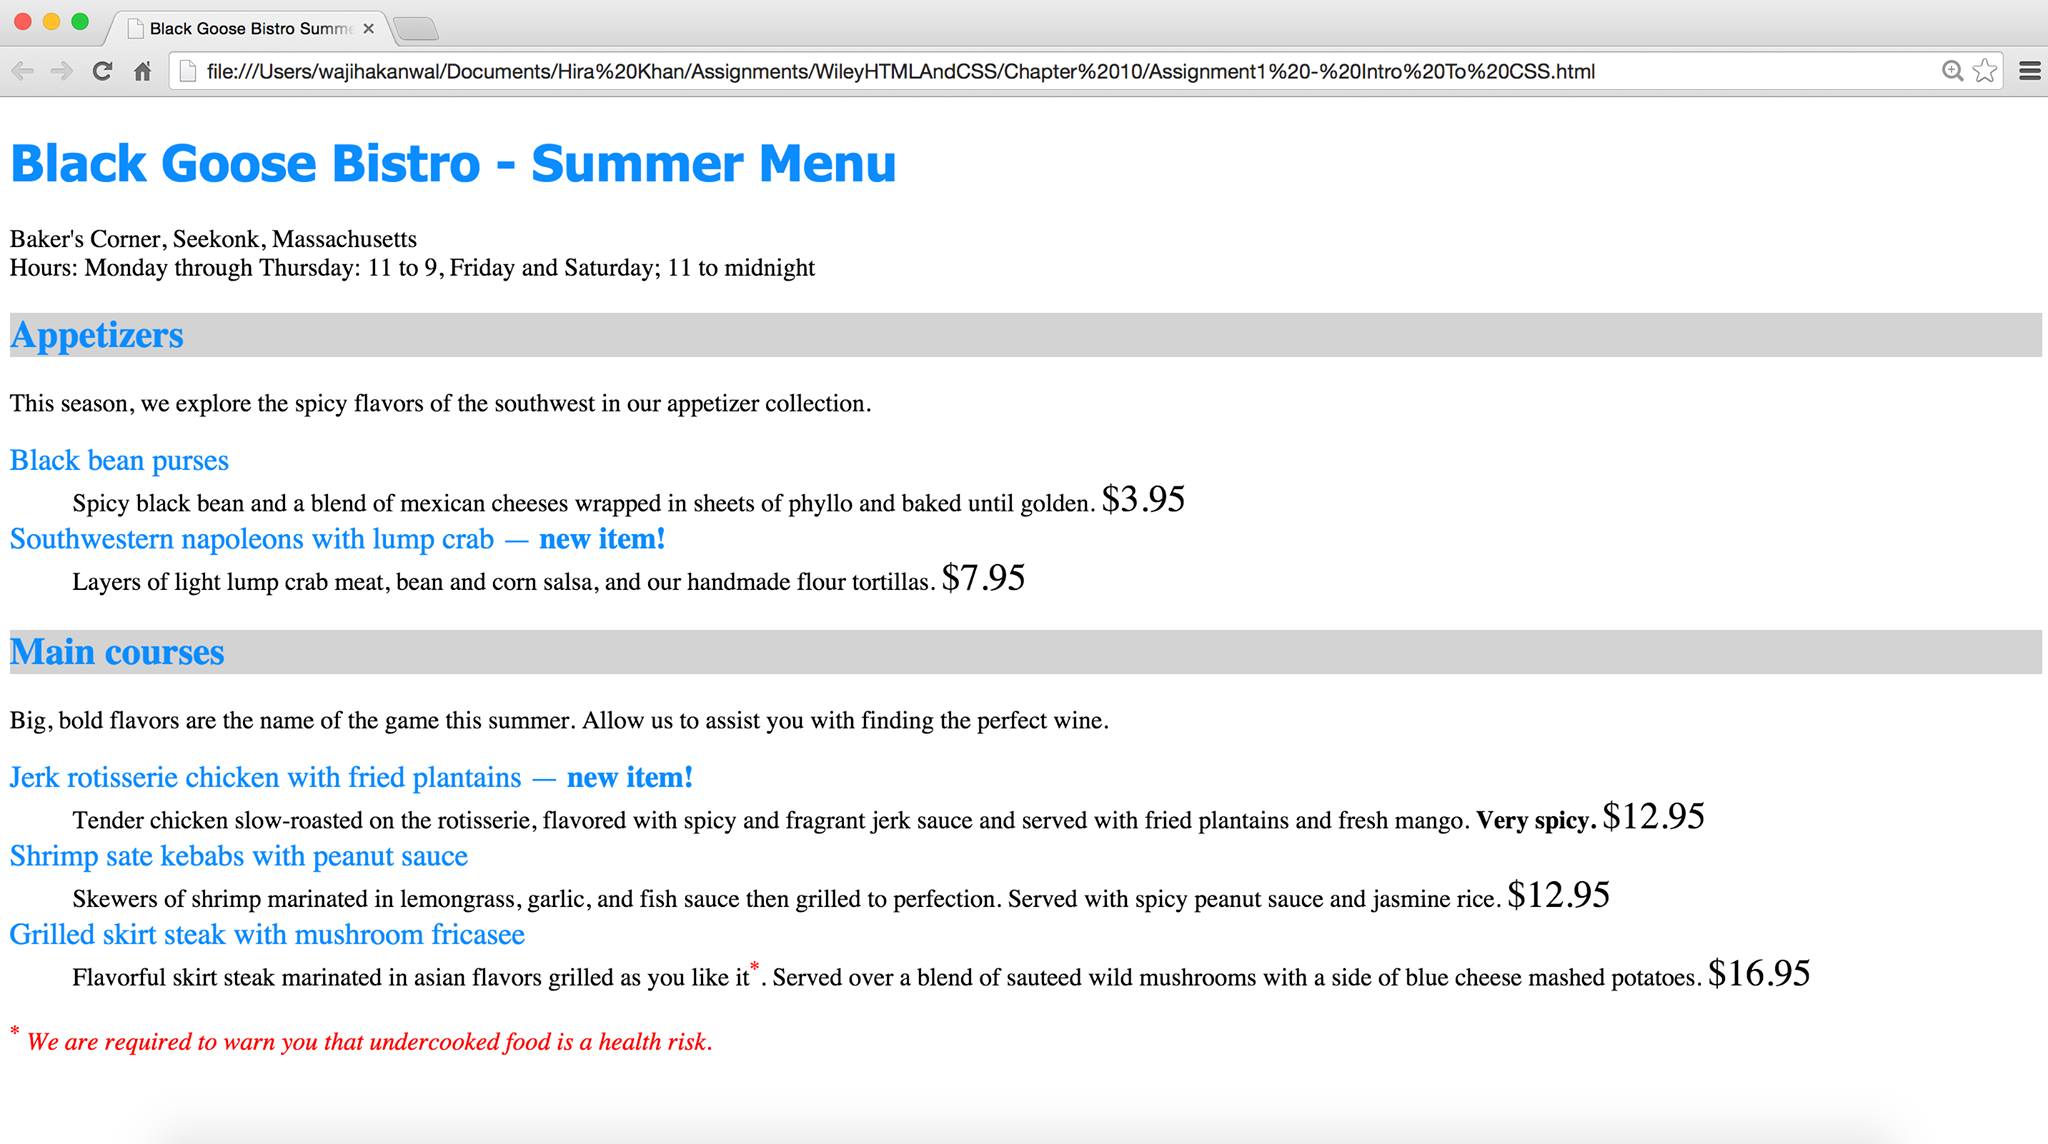 Black Goose Bistro Summe
file:///Users/wajihakanwal/Documents/Hira%20Khan/Assignments/WileyHTMLAndCSS/Chapter%2010/Assignment1%20-%20Intro%20To%20CSS.html
Black Goose Bistro - Summer Menu
Baker's Corner, Seekonk, Massachusetts
Hours: Monday through Thursday: 11 to 9, Friday and Saturday; 11 to midnight
Appetizers
This season, we explore the spicy flavors of the southwest in our appetizer collection.
Black bean purses
Spicy black bean and a blend of mexican cheeses wrapped in sheets of phyllo and baked until golden. $3.95
Southwestern napoleons with lump crab — new item!
Layers of light lump crab meat, bean and corn salsa, and our handmade flour tortillas. $7.95
Main courses
Big, bold flavors are the name of the game this summer. Allow us to assist you with finding the perfect wine.
Jerk rotisserie chicken with fried plantains — new item!
Tender chicken slow-roasted on the rotisserie, flavored with spicy and fragrant jerk sauce and served with fried plantains and fresh mango. Very spicy. $12.95
Shrimp sate kebabs with peanut sauce
Skewers of shrimp marinated in lemongrass, garlic, and fish sauce then grilled to perfection. Served with spicy peanut sauce and jasmine rice. $12.95
Grilled skirt steak with mushroom fricasee
Flavorful skirt steak marinated in asian flavors grilled as you like it*. Served over a blend of sauteed wild mushrooms with a side of blue cheese mashed potatoes. $16.95
* We are required to warn you that undercooked food is a health risk.